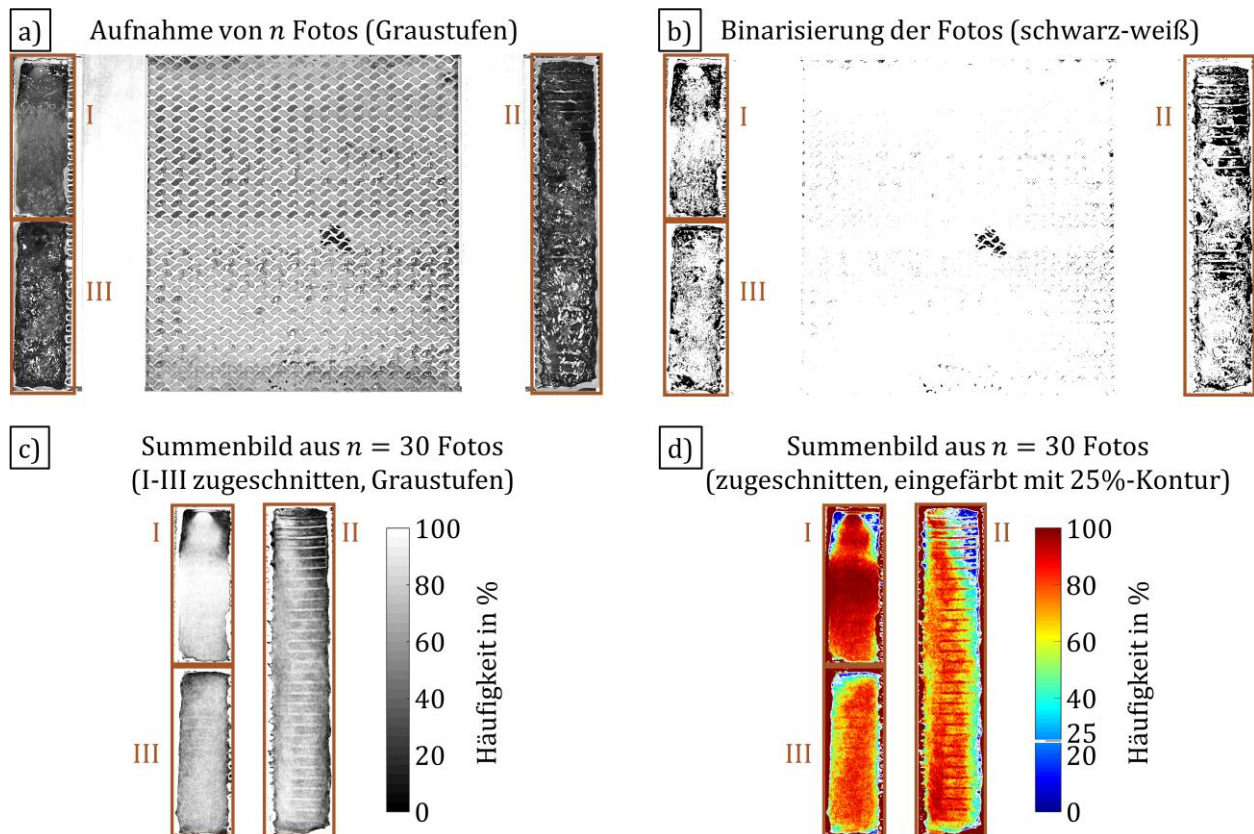 a) Aufnahme von n Fotos (Graustufen)
I
II
III
b) Binarisierung der Fotos (schwarz-weiß)
I
II
III
c) Summenbild aus n = 30 Fotos
(I-III zugeschnitten, Graustufen)
I
II
III
100
80
60
40
20
0
Häufigkeit in %
d) Summenbild aus n = 30 Fotos
(zugeschnitten, eingefärbt mit 25%-Kontur)
I
II
III
100
80
60
40
25
20
0
Häufigkeit in %